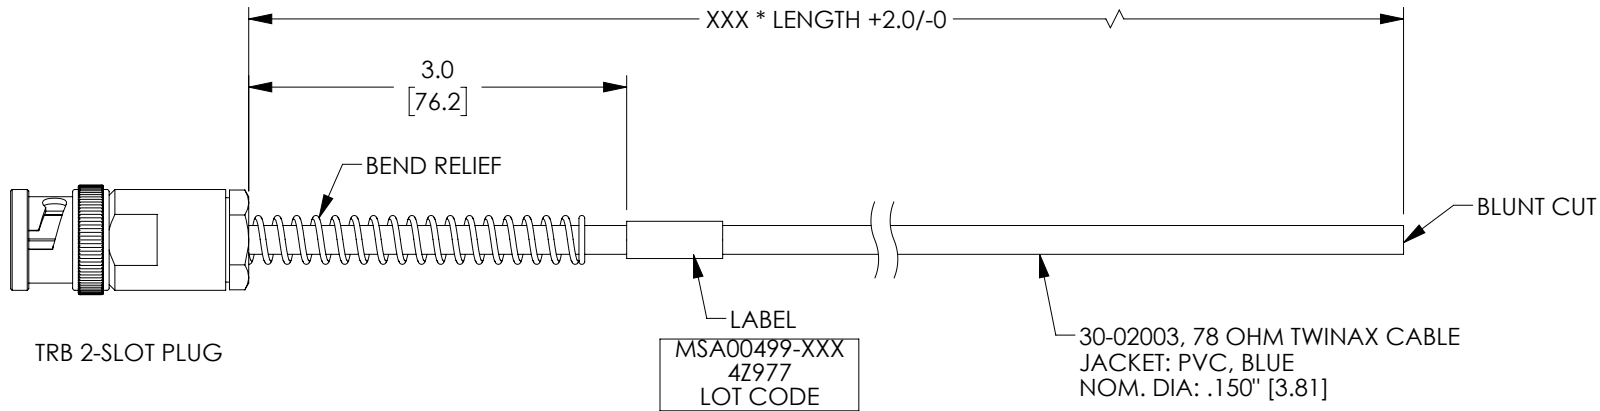 XXX * LENGTH +2.0/-0
3.0
[76.2]
BEND RELIEF
BLUNT CUT
TRB 2-SLOT PLUG
LABEL
MSA00499-XXX
4Z977
LOT CODE
30-02003, 78 OHM TWINAX CABLE
JACKET: PVC, BLUE
NOM. DIA: .150" [3.81]